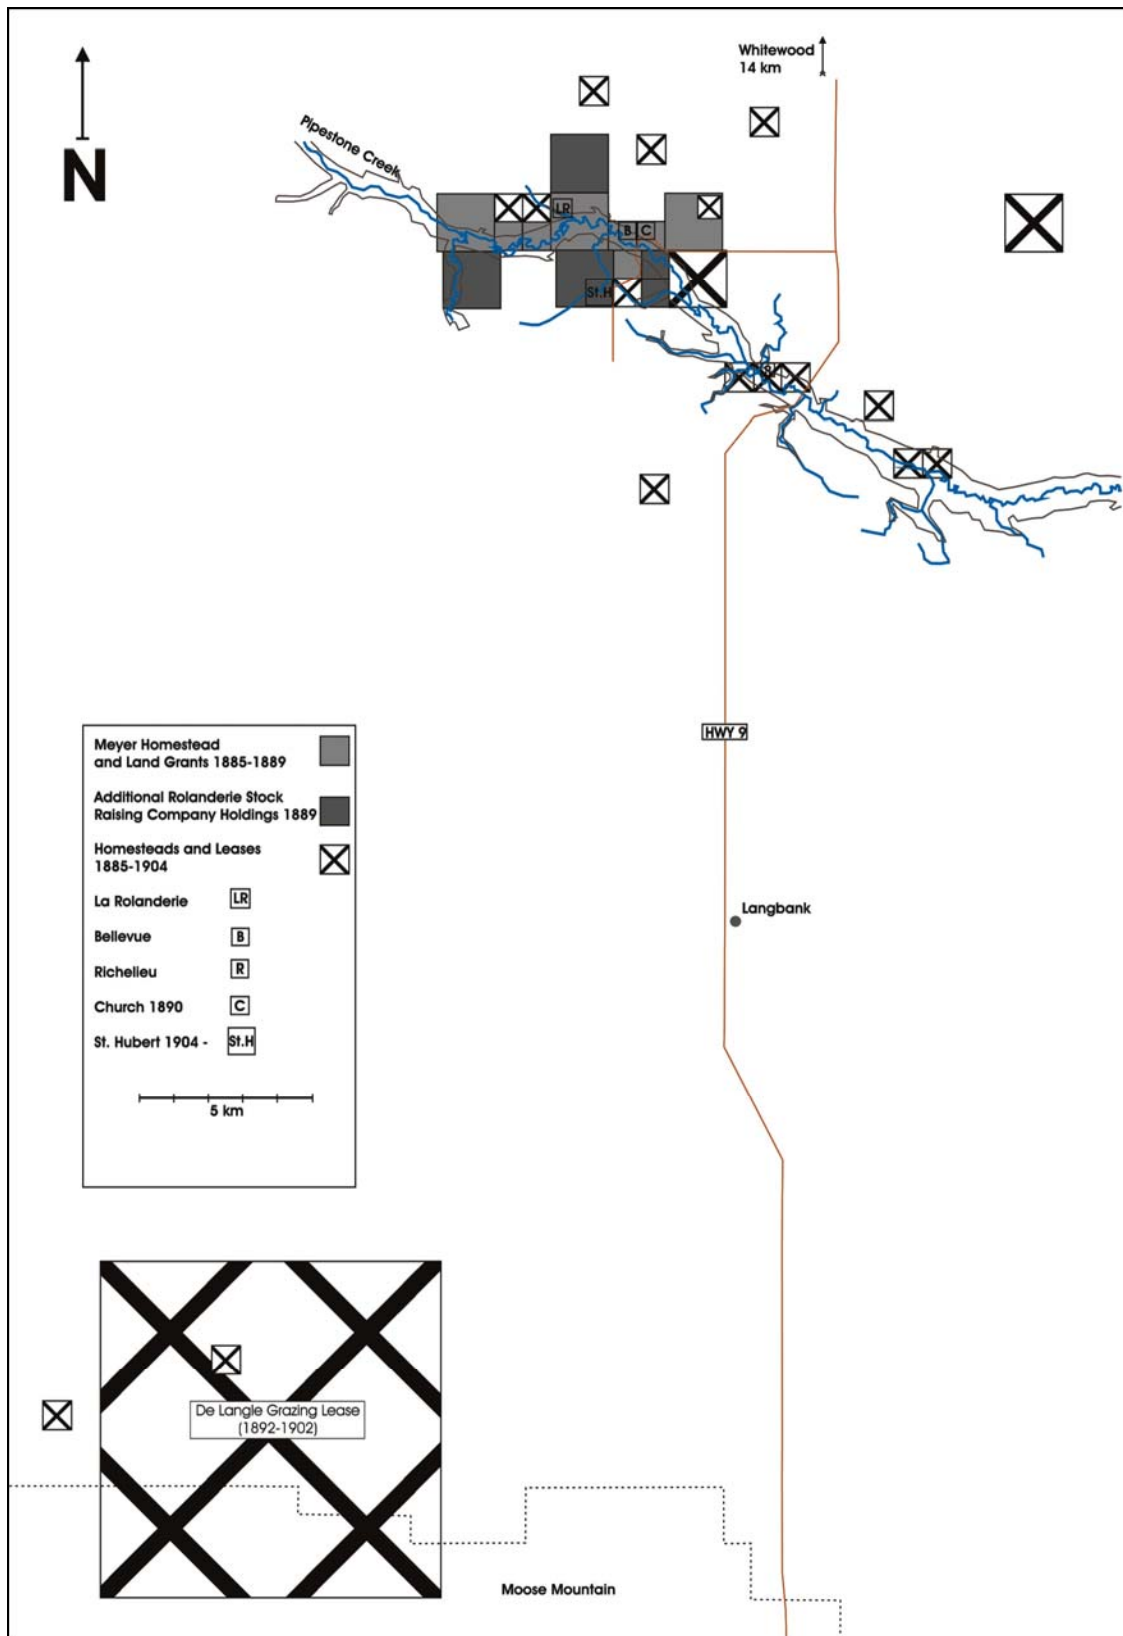 Whitewood
14 km
N
Pipestone Creek
LR
B
C
St.H
R
HWY 9
Meyer Homestead
and Land Grants 1885-1889
Additional Rolanderie Stock
Raising Company Holdings 1889
Homesteads and Leases
1885-1904
La Rolanderie LR
Bellevue B
Richelieu R
Church 1890 C
St. Hubert 1904 - St.H
5 km
Langbank
De Langle Grazing Lease
(1892-1902)
Moose Mountain